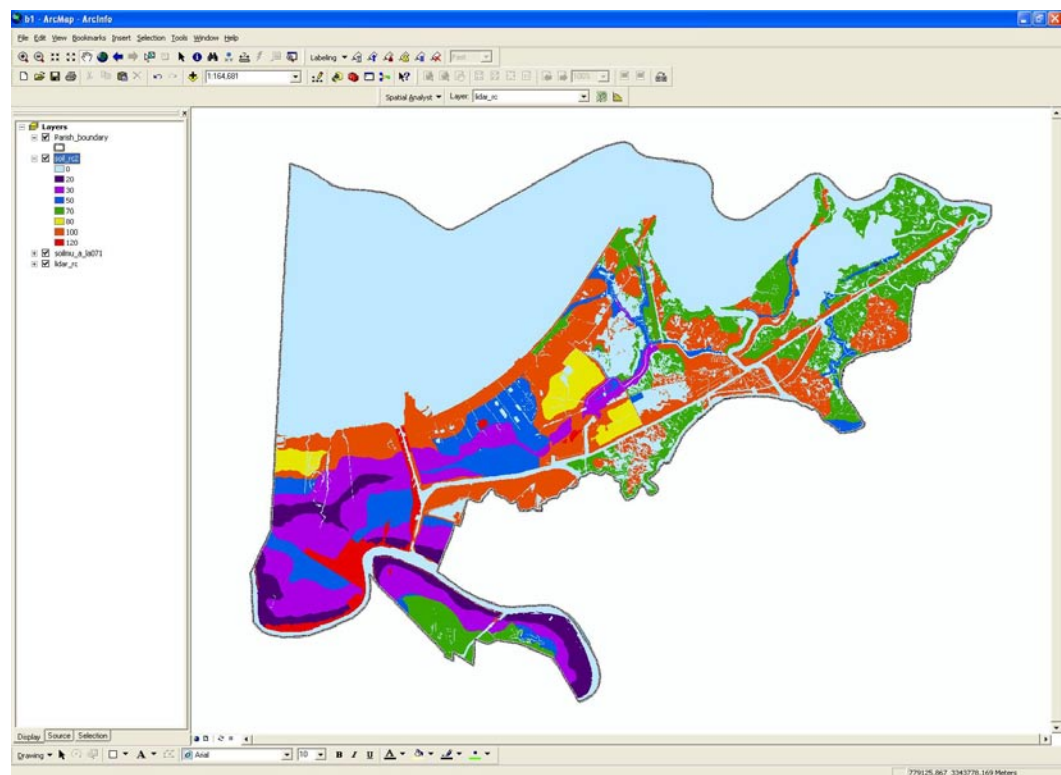 b1 - ArcMap - ArcInfo
File Edit View Bookmarks Insert Selection Tools Window Help
Labeling Fast
1:164,681 100%
Spatial Analyst Layer: lidar_rc
Layers
Parish_boundary
soil_rc2
0
20
30
50
70
80
100
120
soilmu_a_la071
lidar_rc
Display Source Selection
Drawing A Arial 10 B I U A
779125.867 3343778.169 Meters